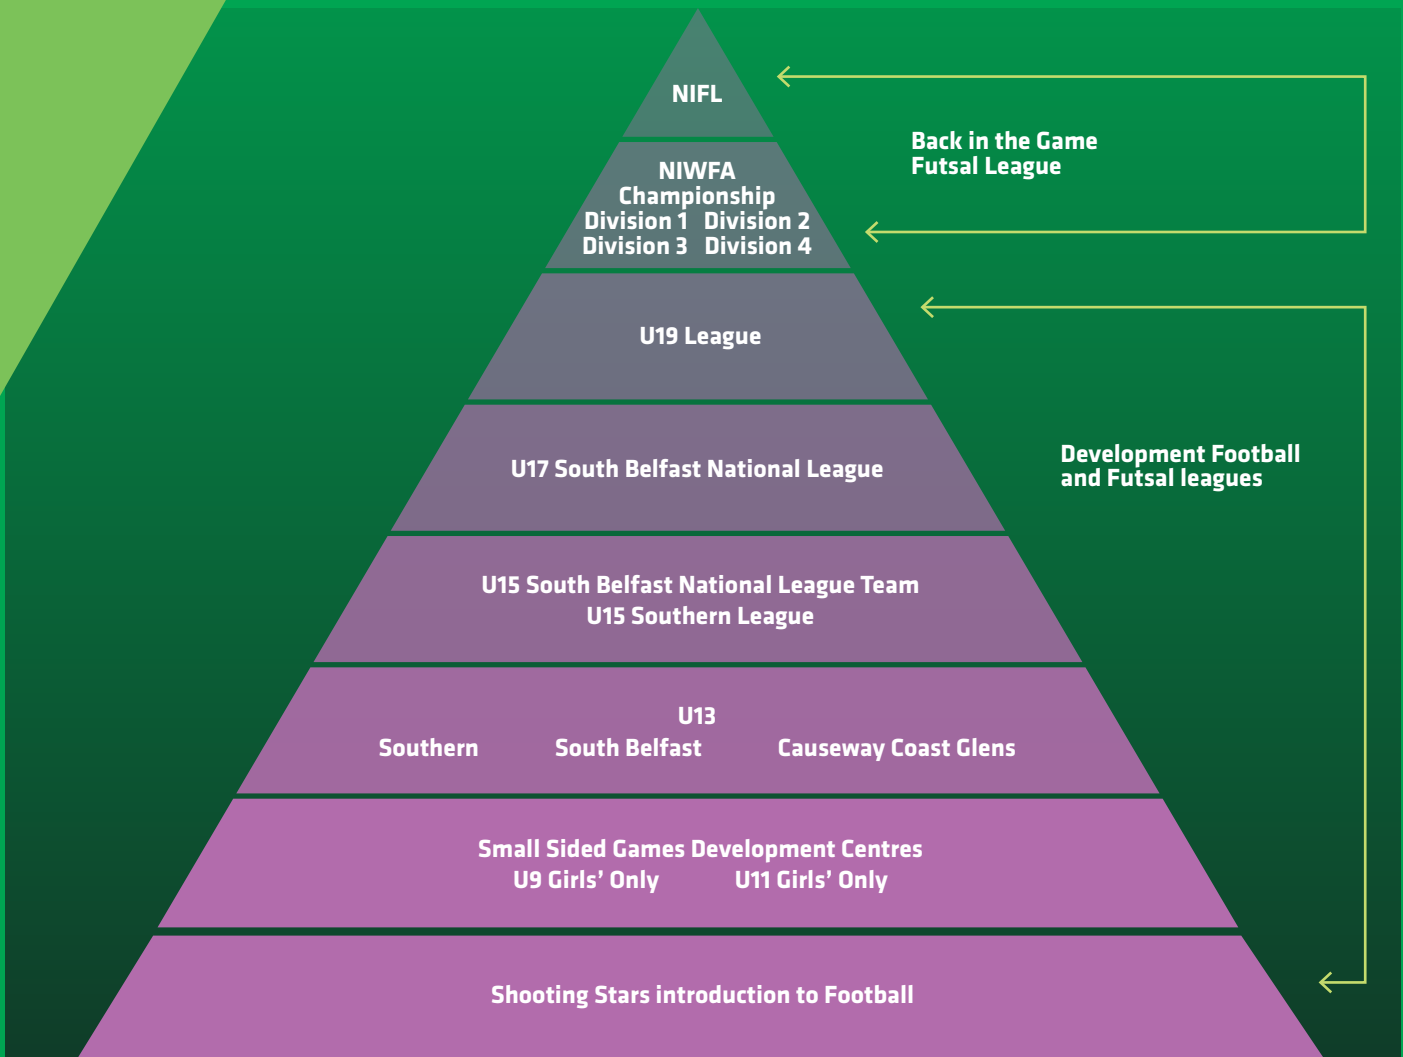 NIFL
Back in the Game
Futsal League
NIWFA
Championship
Division 1 Division 2
Division 3 Division 4
U19 League
Development Football
and Futsal leagues
U17 South Belfast National League
U15 South Belfast National League Team
U15 Southern League
U13
Southern South Belfast Causeway Coast Glens
Small Sided Games Development Centres
U9 Girls’ Only U11 Girls’ Only
Shooting Stars introduction to Football